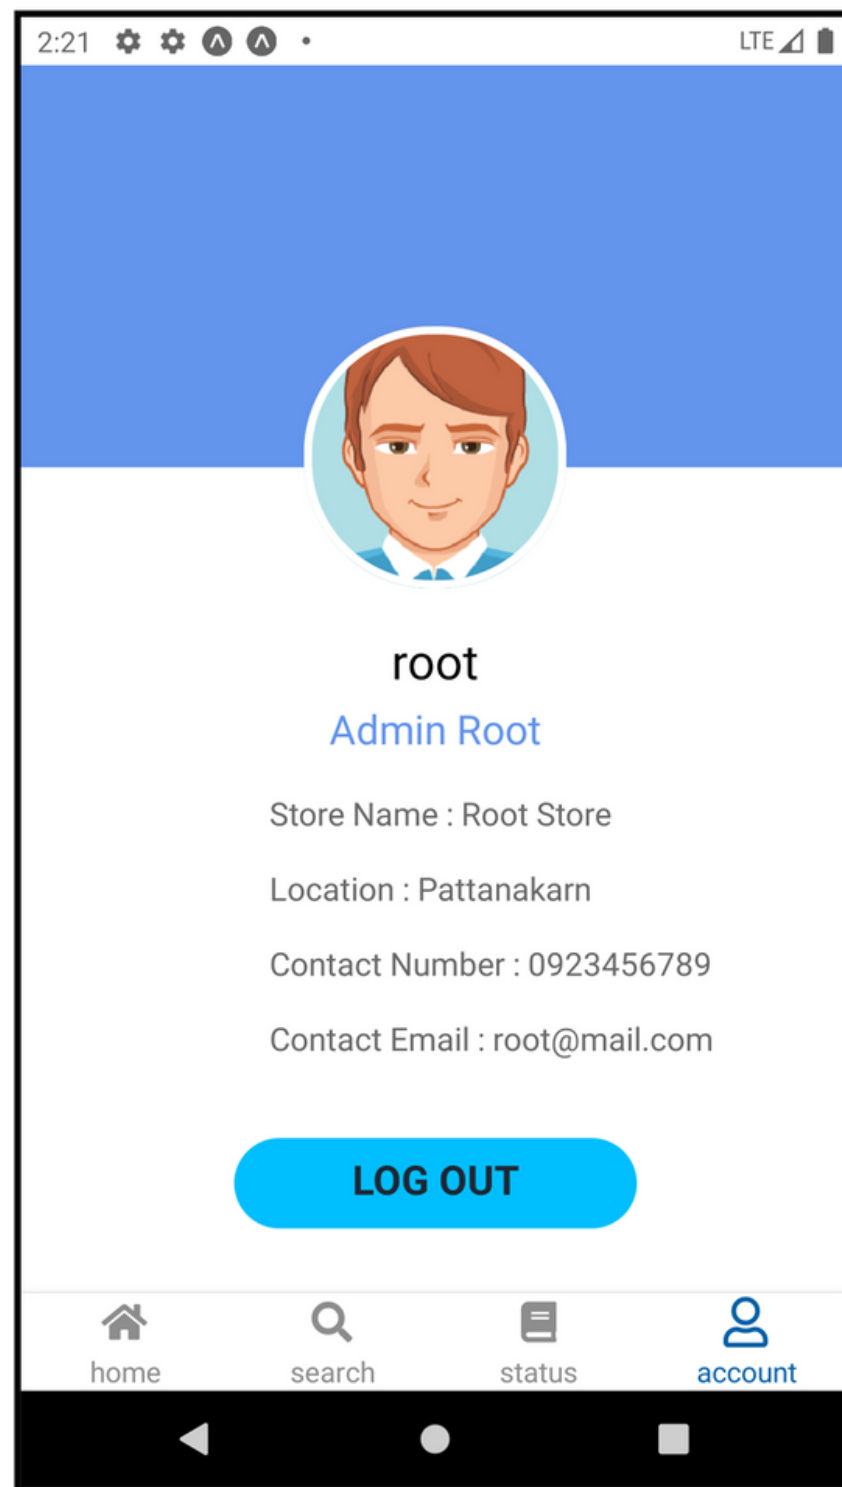 2:21 LTE
root
Admin Root
Store Name : Root Store
Location : Pattanakarn
Contact Number : 0923456789
Contact Email : root@mail.com
LOG OUT
home search status account